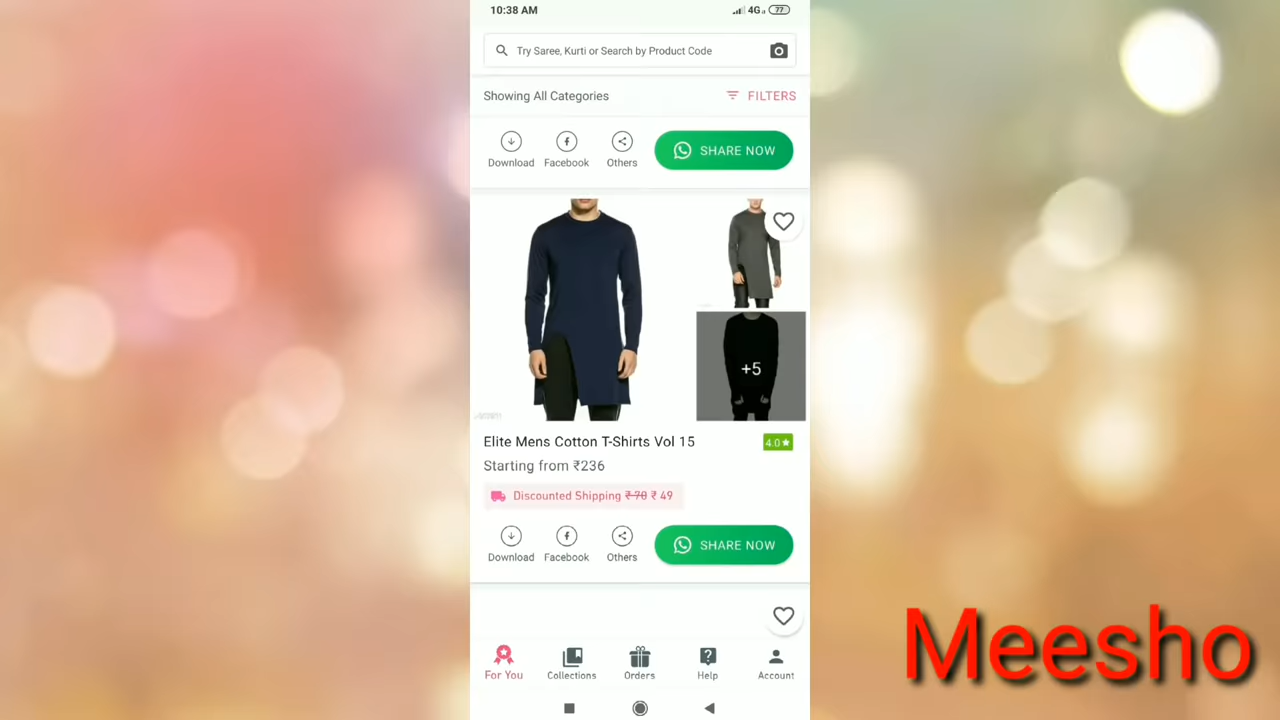 10:38 AM
4G
77
Try Saree, Kurti or Search by Product Code
Showing All Categories
FILTERS
Download Facebook Others
SHARE NOW
+5
Elite Mens Cotton T-Shirts Vol 15
4.0★
Starting from ₹236
Discounted Shipping ₹ 70 ₹ 49
Download Facebook Others
SHARE NOW
For You Collections Orders Help Account
Meesho